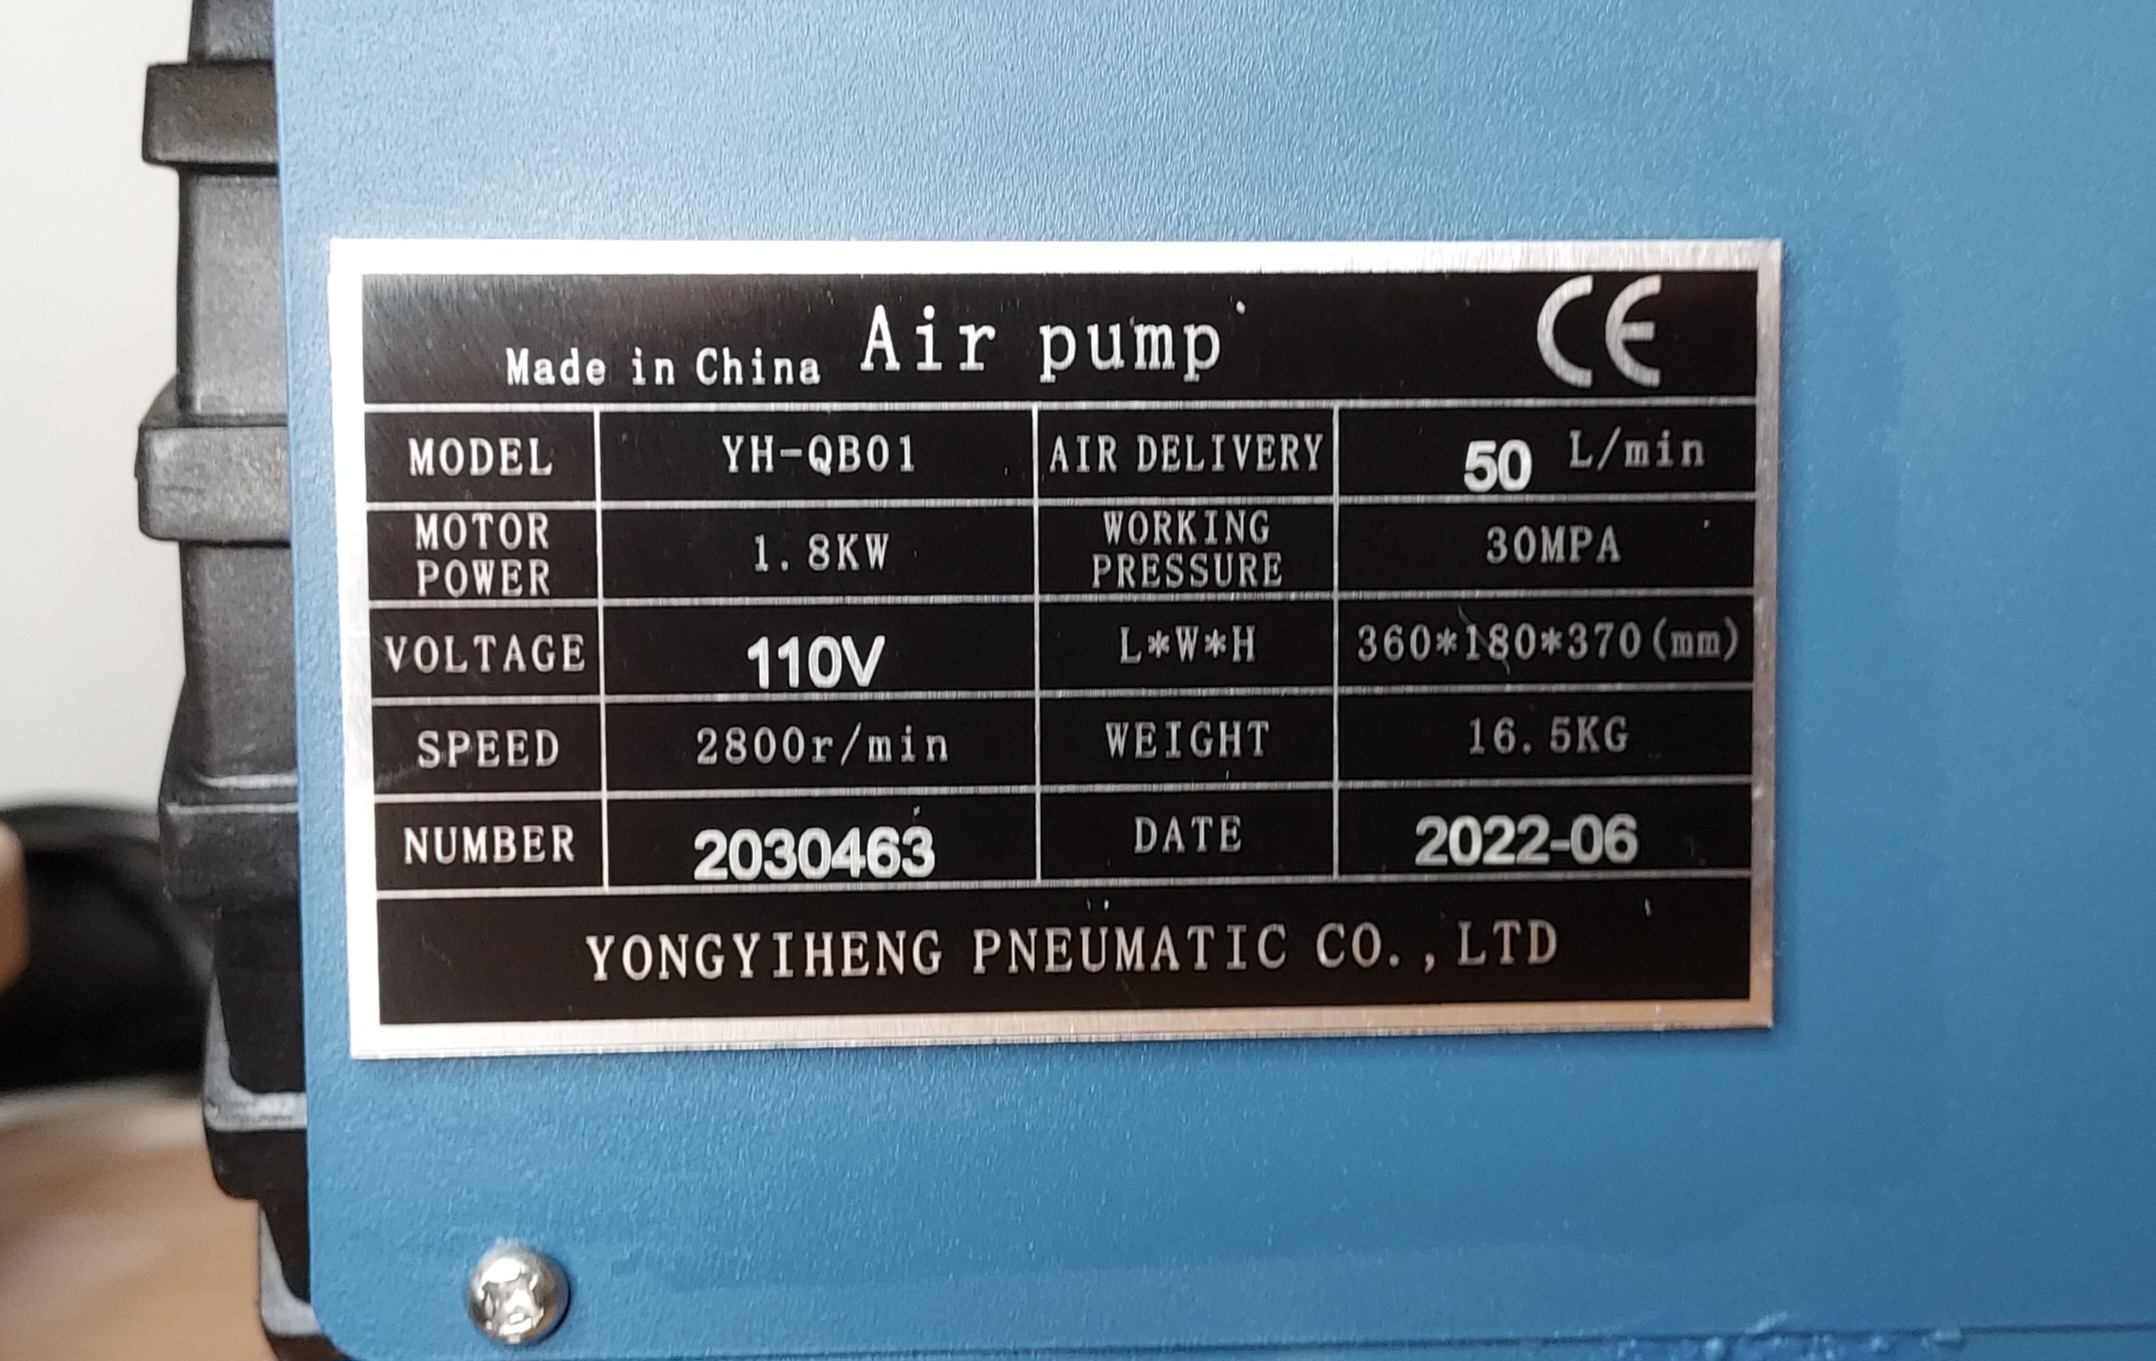 Made in China Air pump CE
MODEL YH-QB01 AIR DELIVERY 50 L/min
MOTOR POWER 1.8KW WORKING PRESSURE 30MPA
VOLTAGE 110V L*W*H 360*180*370(mm)
SPEED 2800r/min WEIGHT 16.5KG
NUMBER 2030463 DATE 2022-06
YONGYIHENG PNEUMATIC CO.,LTD